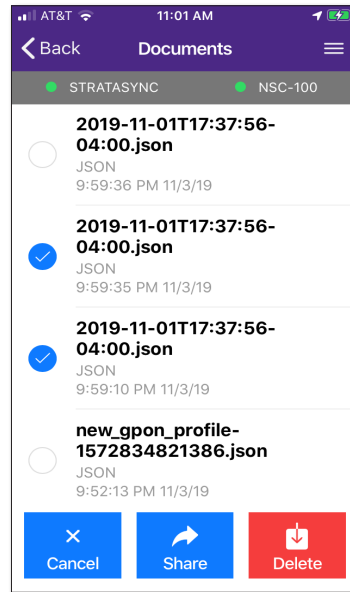 AT&T 11:01 AM
Back Documents
STRATASYNC NSC-100
2019-11-01T17:37:56-
04:00.json
JSON
9:59:36 PM 11/3/19
2019-11-01T17:37:56-
04:00.json
JSON
9:59:35 PM 11/3/19
2019-11-01T17:37:56-
04:00.json
JSON
9:59:10 PM 11/3/19
new_gpon_profile-
1572834821386.json
JSON
9:52:13 PM 11/3/19
Cancel Share Delete